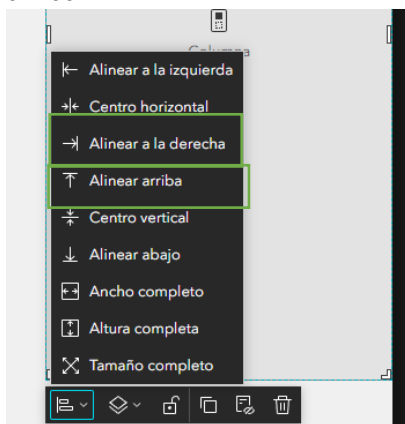 Columna
Alinear a la izquierda
Centro horizontal
Alinear a la derecha
Alinear arriba
Centro vertical
Alinear abajo
Ancho completo
Altura completa
Tamaño completo